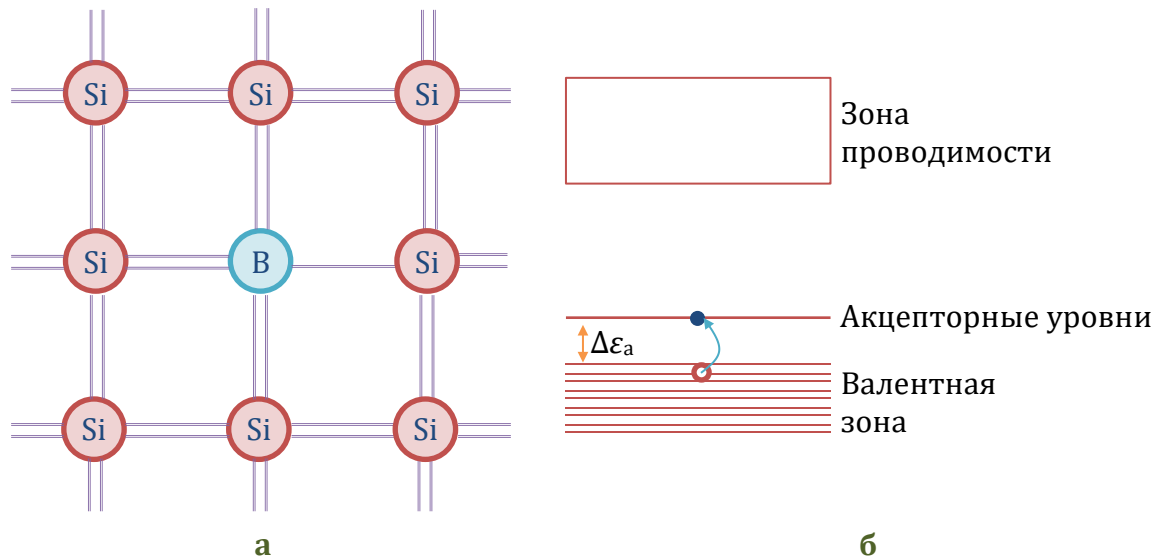 Si Si Si
Si B Si
Si Si Si
а
Зона
проводимости
Акцепторные уровни
Δεа
Валентная
зона
б